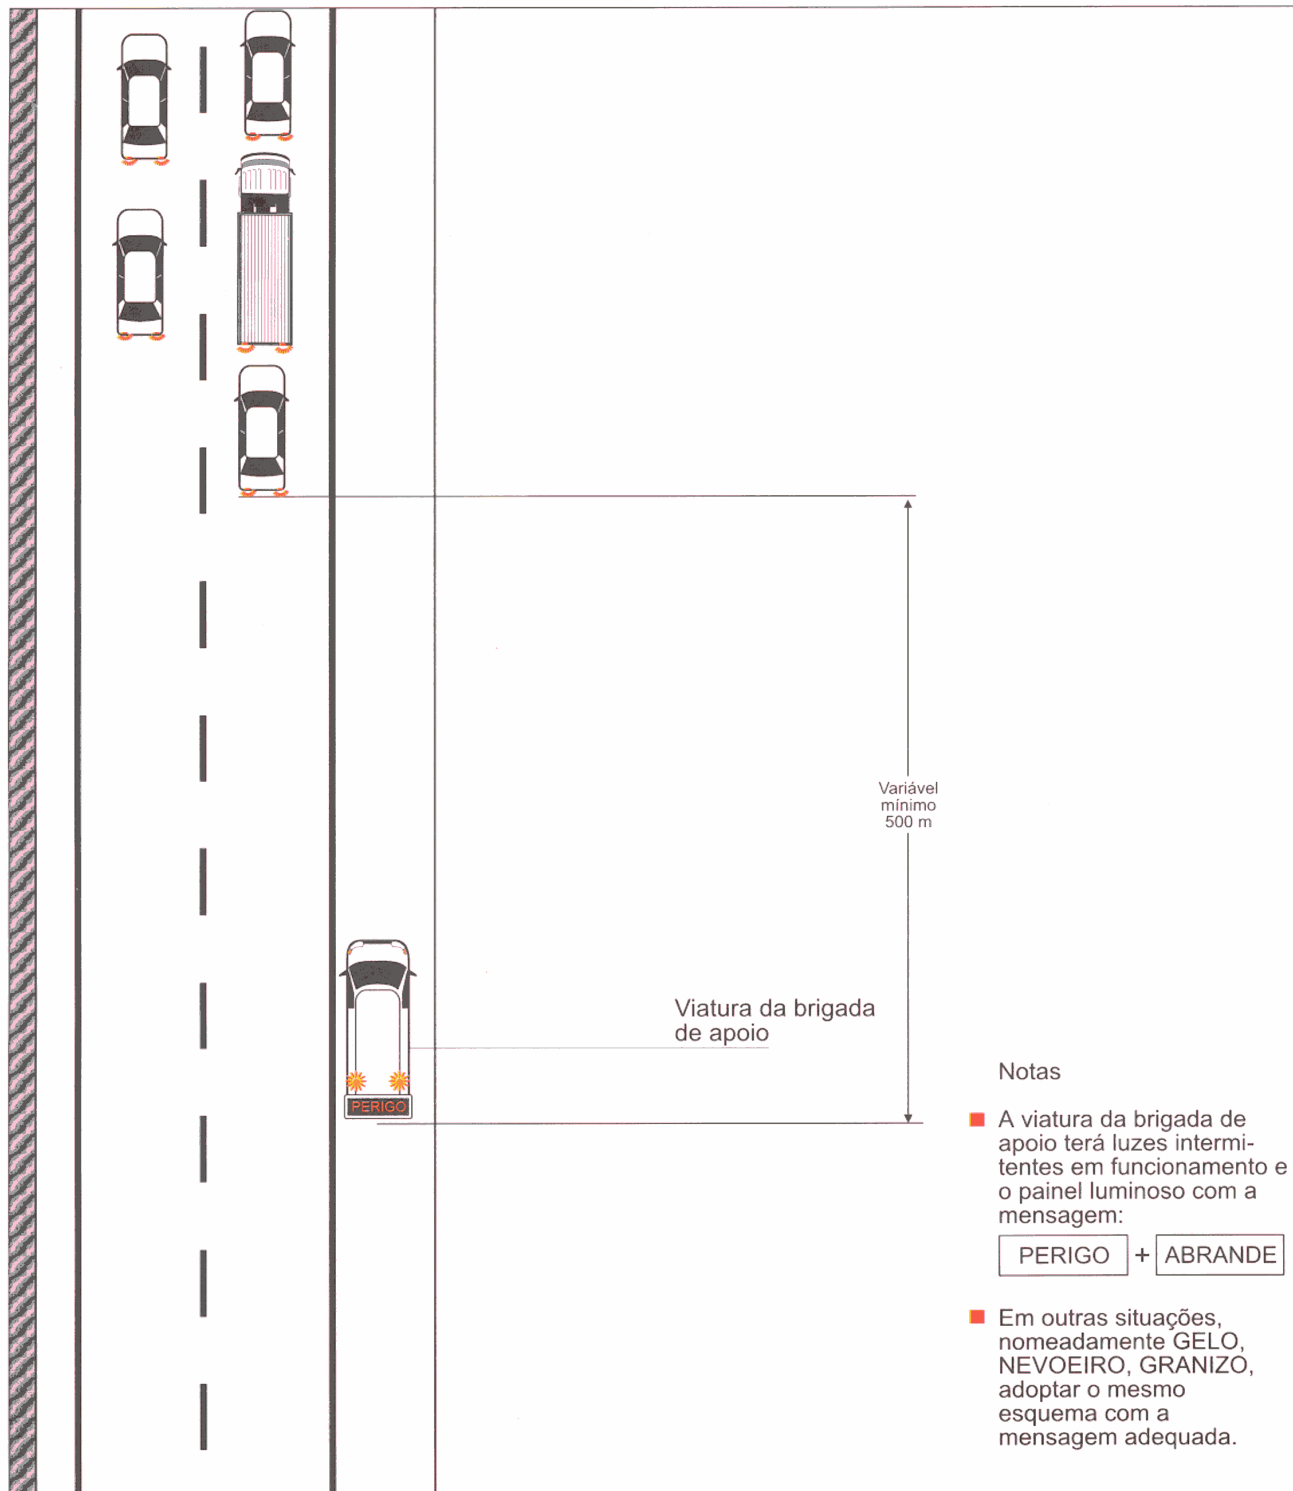 Variável
mínimo
500 m
Viatura da brigada
de apoio
PERIGO
Notas
A viatura da brigada de
apoio terá luzes intermi-
tentes em funcionamento e
o painel luminoso com a
mensagem:
PERIGO + ABRANDE
Em outras situações,
nomeadamente GELO,
NEVOEIRO, GRANIZO,
adoptar o mesmo
esquema com a
mensagem adequada.